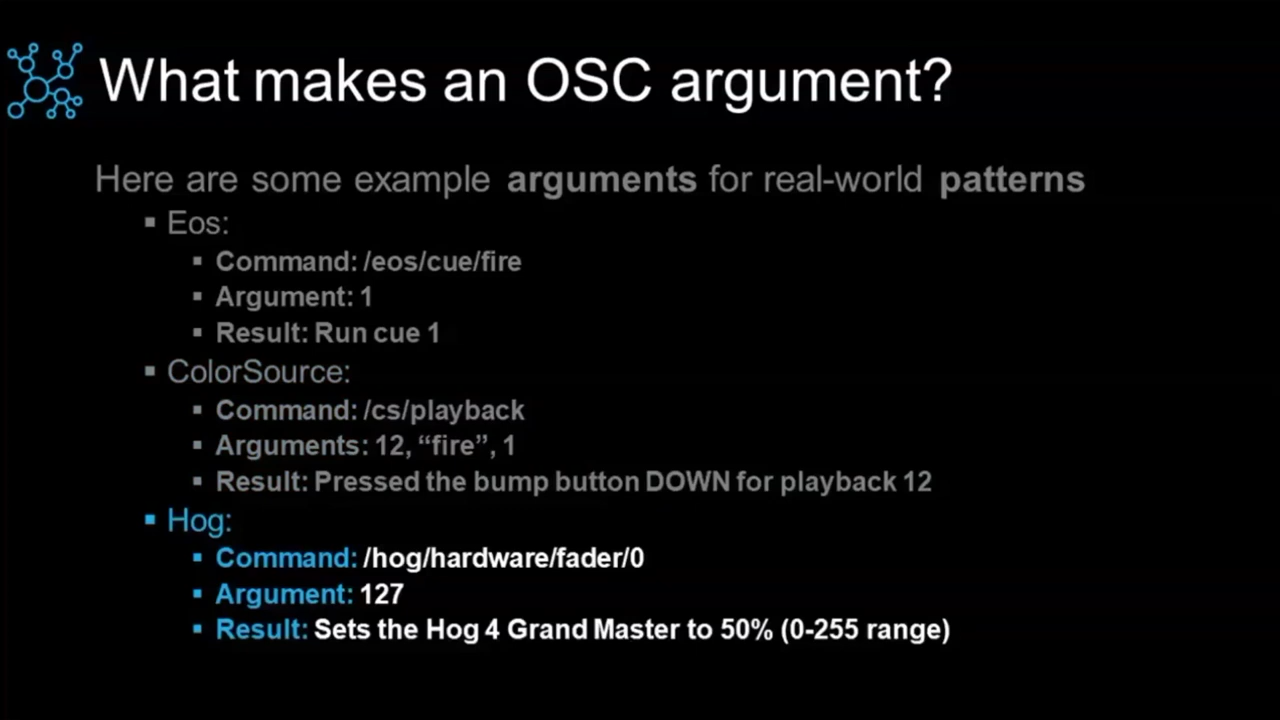 What makes an OSC argument?
Here are some example arguments for real-world patterns
▪ Eos:
▪ Command: /eos/cue/fire
▪ Argument: 1
▪ Result: Run cue 1
▪ ColorSource:
▪ Command: /cs/playback
▪ Arguments: 12, “fire”, 1
▪ Result: Pressed the bump button DOWN for playback 12
▪ Hog:
▪ Command: /hog/hardware/fader/0
▪ Argument: 127
▪ Result: Sets the Hog 4 Grand Master to 50% (0-255 range)